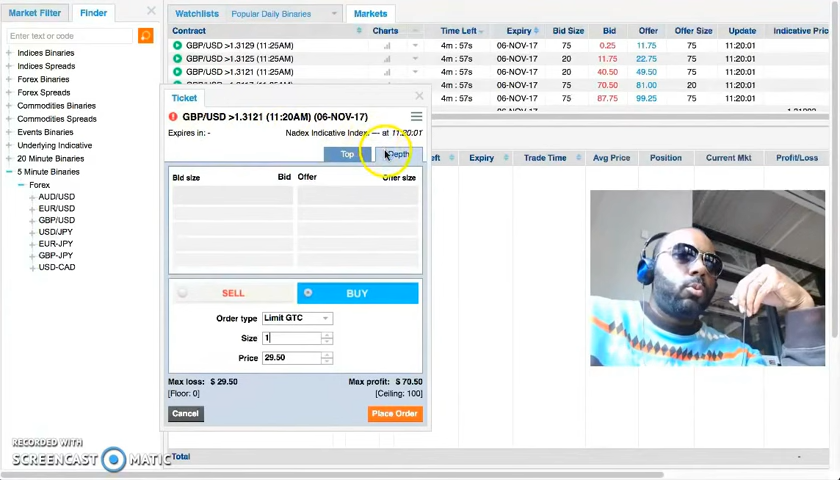 Market Filter
Finder
Watchlists
Popular Daily Binaries
Markets
Enter text or code
Indices Binaries
Indices Spreads
Forex Binaries
Forex Spreads
Commodities Binaries
Commodities Spreads
Events Binaries
Underlying Indicative
20 Minute Binaries
5 Minute Binaries
Forex
AUD/USD
EUR/USD
GBP/USD
USD/JPY
EUR-JPY
GBP-JPY
USD-CAD
Contract Charts Time Left Expiry Bid Size Bid Offer Offer Size Update Indicative Price
GBP/USD >1.3129 (11:25AM) 4m : 57s 06-NOV-17 75 0.25 11.75 75 11:20:01
GBP/USD >1.3125 (11:25AM) 4m : 57s 06-NOV-17 20 11.75 22.75 75 11:20:01
GBP/USD >1.3121 (11:25AM) 4m : 57s 06-NOV-17 75 40.50 49.50 75 11:20:01
4m : 57s 06-NOV-17 75 70.50 81.00 20 11:20:01
4m : 57s 06-NOV-17 75 87.75 99.25 75 11:20:01
Ticket
GBP/USD >1.3121 (11:20AM) (06-NOV-17)
Expires in: -
Nadex Indicative Index: --- at 11:20:01
Top
Depth
Bid size Bid Offer Offer size
SELL
BUY
Order type Limit GTC
Size 1
Price 29.50
Max loss: $ 29.50
Max profit: $ 70.50
[Floor: 0]
[Ceiling: 100]
Cancel
Place Order
Expiry Trade Time Avg Price Position Current Mkt Profit/Loss
Total -
RECORDED WITH
SCREENCAST MATIC